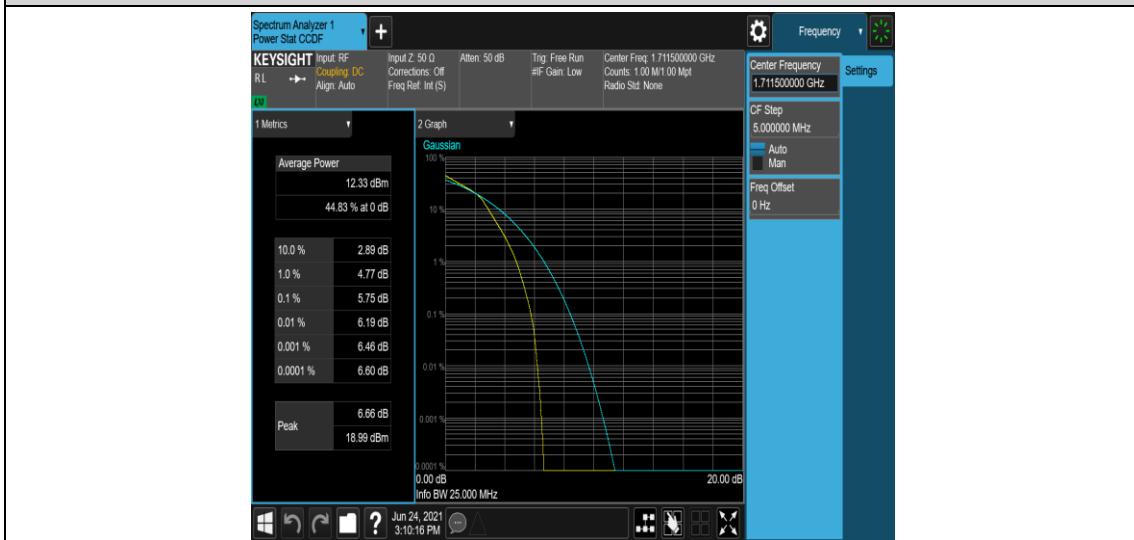 Spectrum Analyzer 1
Power Stat CCDF
+
Frequency
KEYSIGHT
RL
Input: RF
Coupling: DC
Align: Auto
Input Z: 50 Ω
Corrections: Off
Freq Ref: Int (S)
Atten: 50 dB
Trig: Free Run
#IF Gain: Low
Center Freq: 1.711500000 GHz
Counts: 1.00 M/1.00 Mpt
Radio Std: None
Center Frequency
1.711500000 GHz
Settings
CF Step
5.000000 MHz
Auto
Man
Freq Offset
0 Hz
1 Metrics
Average Power
12.33 dBm
44.83 % at 0 dB
10.0 % 2.89 dB
1.0 % 4.77 dB
0.1 % 5.75 dB
0.01 % 6.19 dB
0.001 % 6.46 dB
0.0001 % 6.60 dB
Peak
6.66 dB
18.99 dBm
2 Graph
Gaussian
100 %
10 %
1 %
0.1 %
0.01 %
0.001 %
0.0001 %
0.00 dB 20.00 dB
Info BW 25.000 MHz
?
Jun 24, 2021
3:10:16 PM